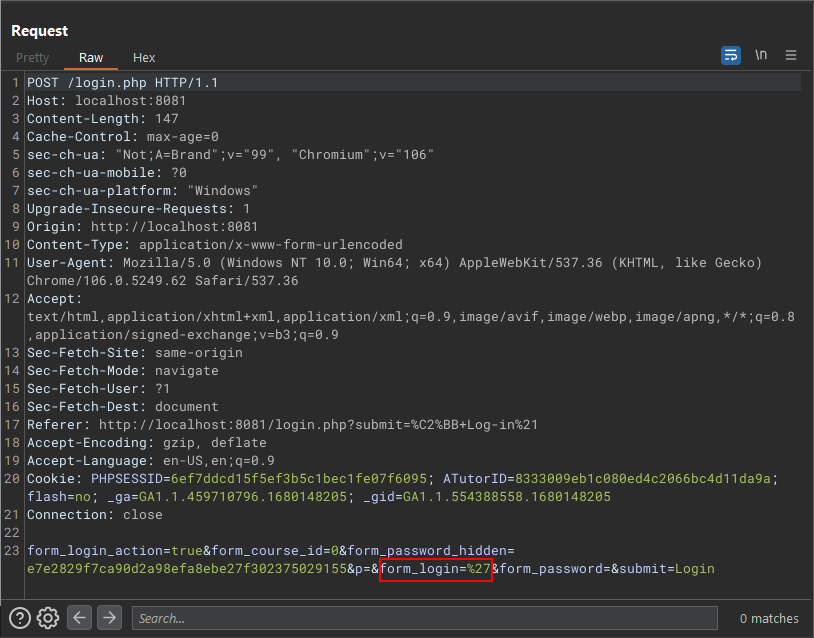 Request
Pretty Raw Hex \n
1 POST /login.php HTTP/1.1
2 Host: localhost:8081
3 Content-Length: 147
4 Cache-Control: max-age=0
5 sec-ch-ua: "Not;A=Brand";v="99", "Chromium";v="106"
6 sec-ch-ua-mobile: ?0
7 sec-ch-ua-platform: "Windows"
8 Upgrade-Insecure-Requests: 1
9 Origin: http://localhost:8081
10 Content-Type: application/x-www-form-urlencoded
11 User-Agent: Mozilla/5.0 (Windows NT 10.0; Win64; x64) AppleWebKit/537.36 (KHTML, like Gecko)
Chrome/106.0.5249.62 Safari/537.36
12 Accept:
text/html,application/xhtml+xml,application/xml;q=0.9,image/avif,image/webp,image/apng,*/*;q=0.8
,application/signed-exchange;v=b3;q=0.9
13 Sec-Fetch-Site: same-origin
14 Sec-Fetch-Mode: navigate
15 Sec-Fetch-User: ?1
16 Sec-Fetch-Dest: document
17 Referer: http://localhost:8081/login.php?submit=%C2%BB+Log-in%21
18 Accept-Encoding: gzip, deflate
19 Accept-Language: en-US,en;q=0.9
20 Cookie: PHPSESSID=6ef7ddcd15f5ef3b5c1bec1fe07f6095; ATutorID=8333009eb1c080ed4c2066bc4d11da9a;
flash=no; _ga=GA1.1.459710796.1680148205; _gid=GA1.1.554388558.1680148205
21 Connection: close
22
23 form_login_action=true&form_course_id=0&form_password_hidden=
e7e2829f7ca90d2a98efa8ebe27f302375029155&p=&form_login=%27&form_password=&submit=Login
Search... 0 matches